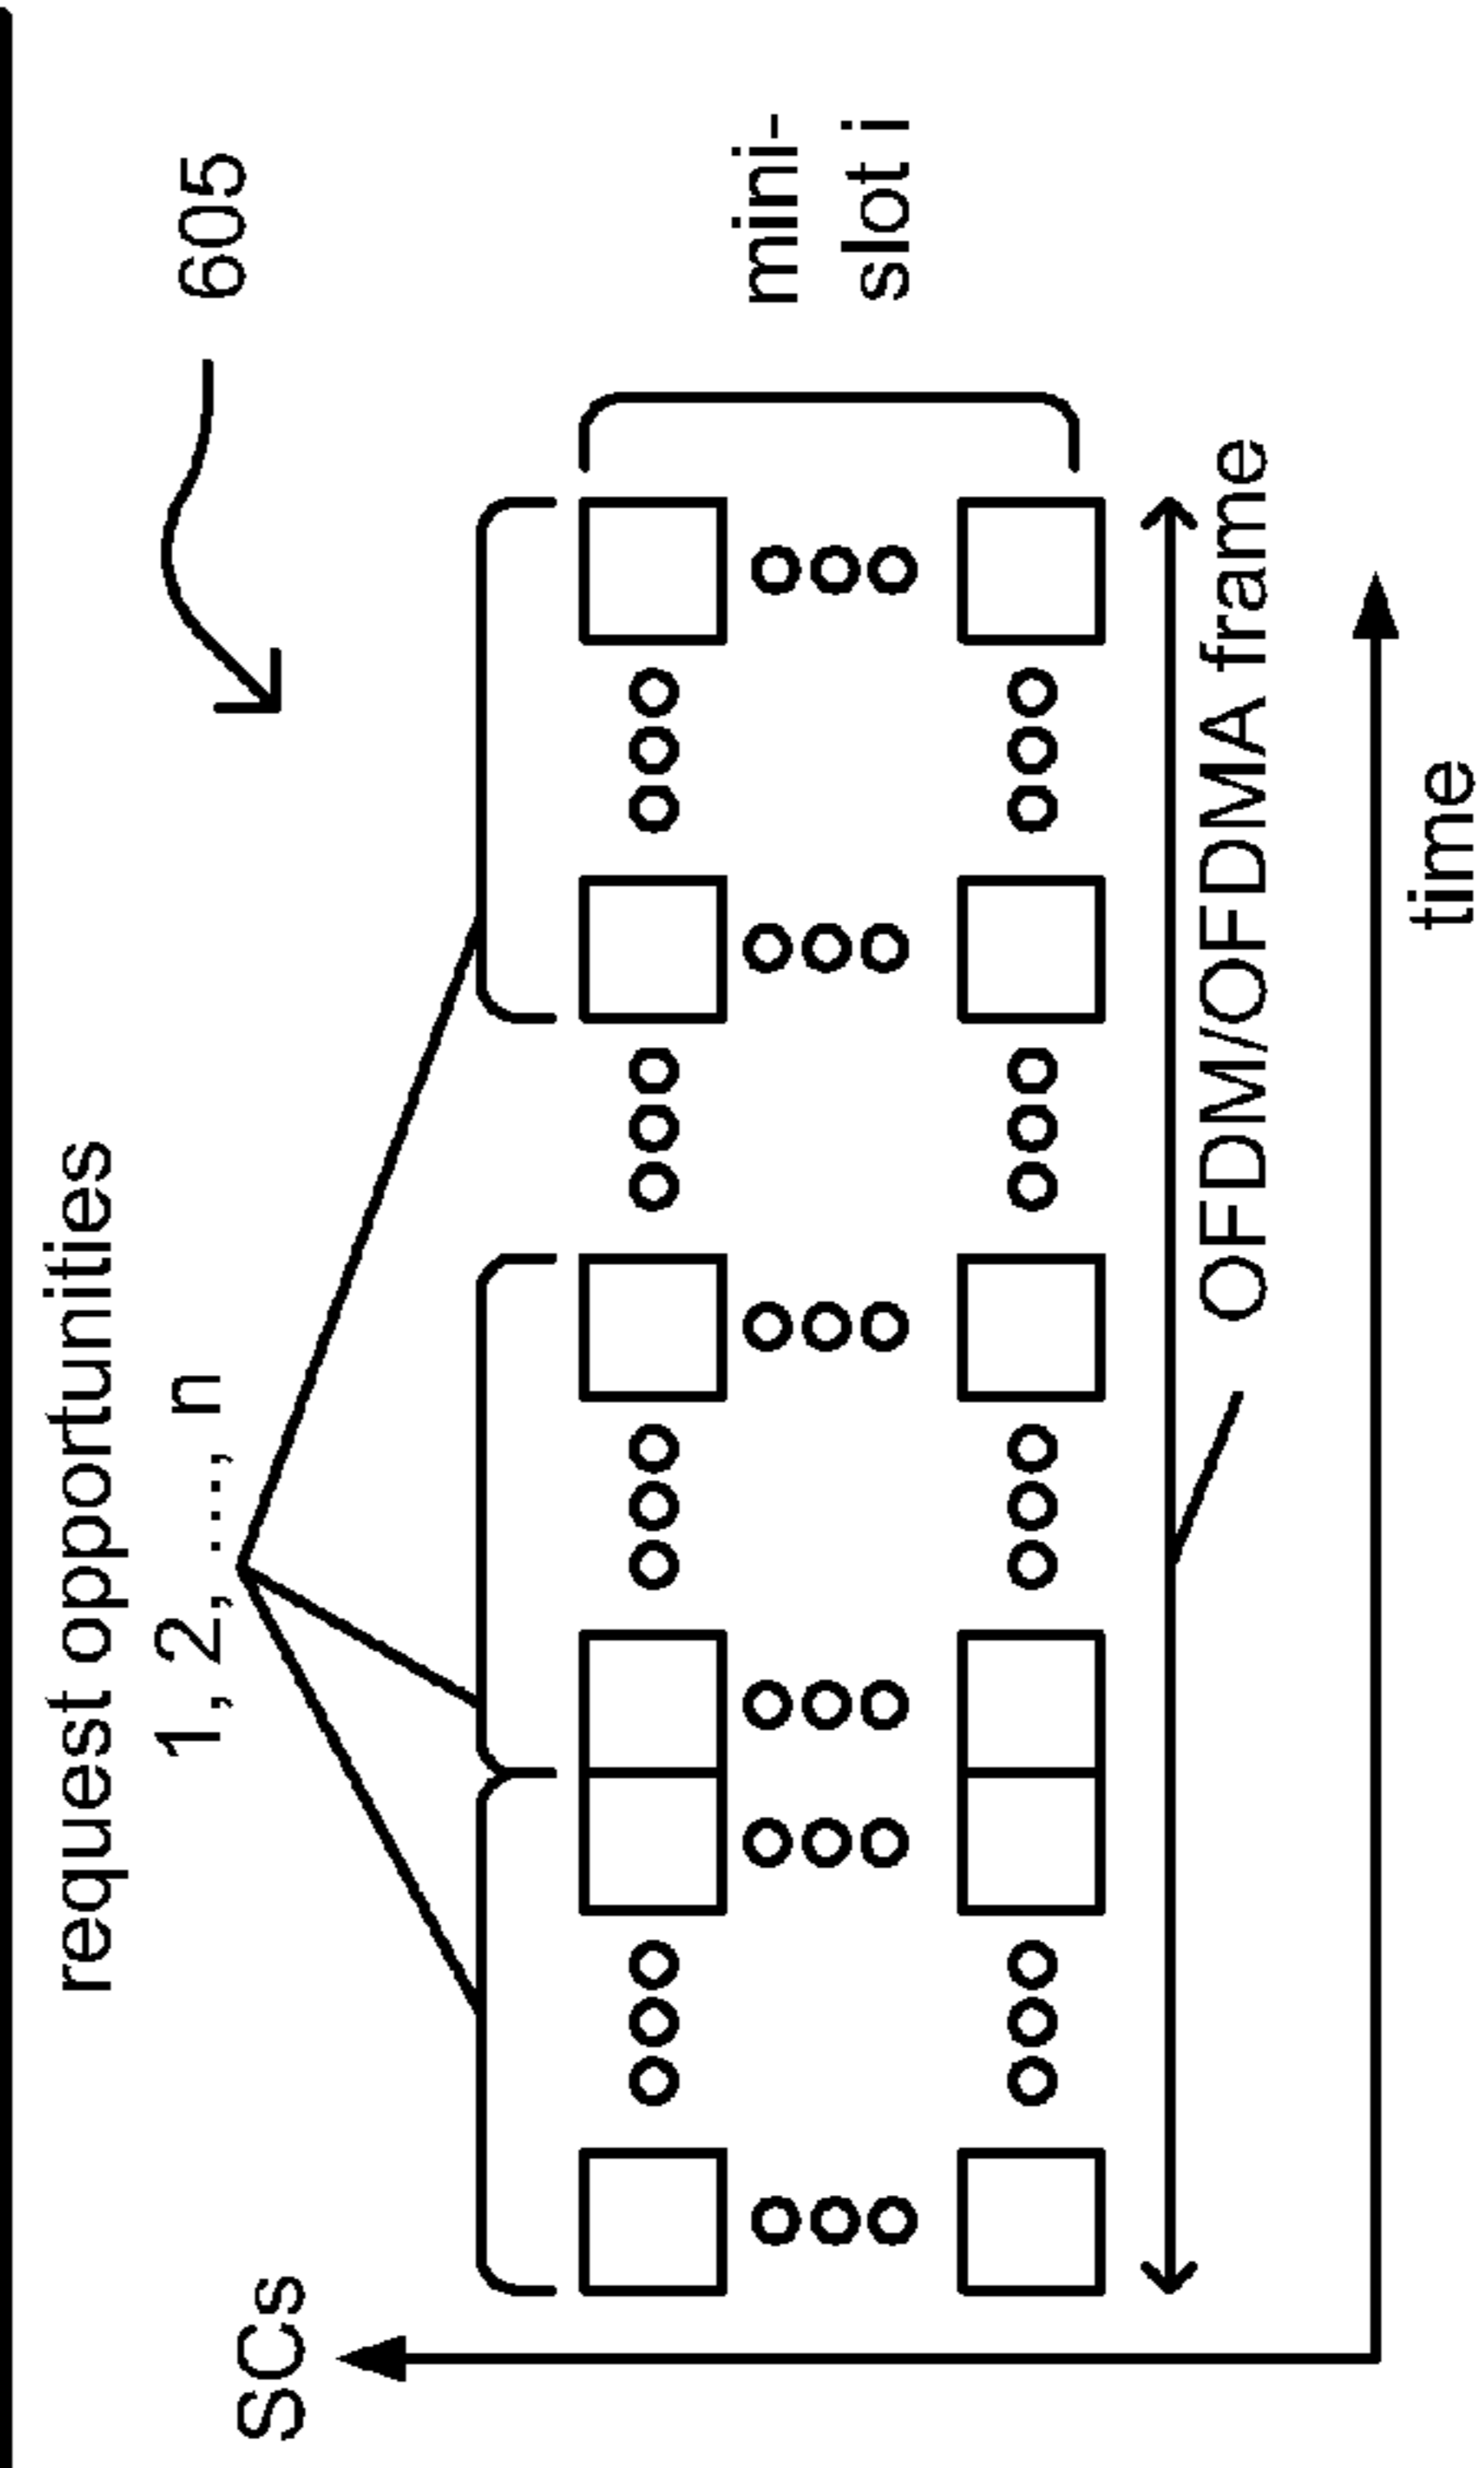 605
request opportunities
1, 2, ..., n
SCs
mini-
slot i
OFDM/OFDMA frame
time